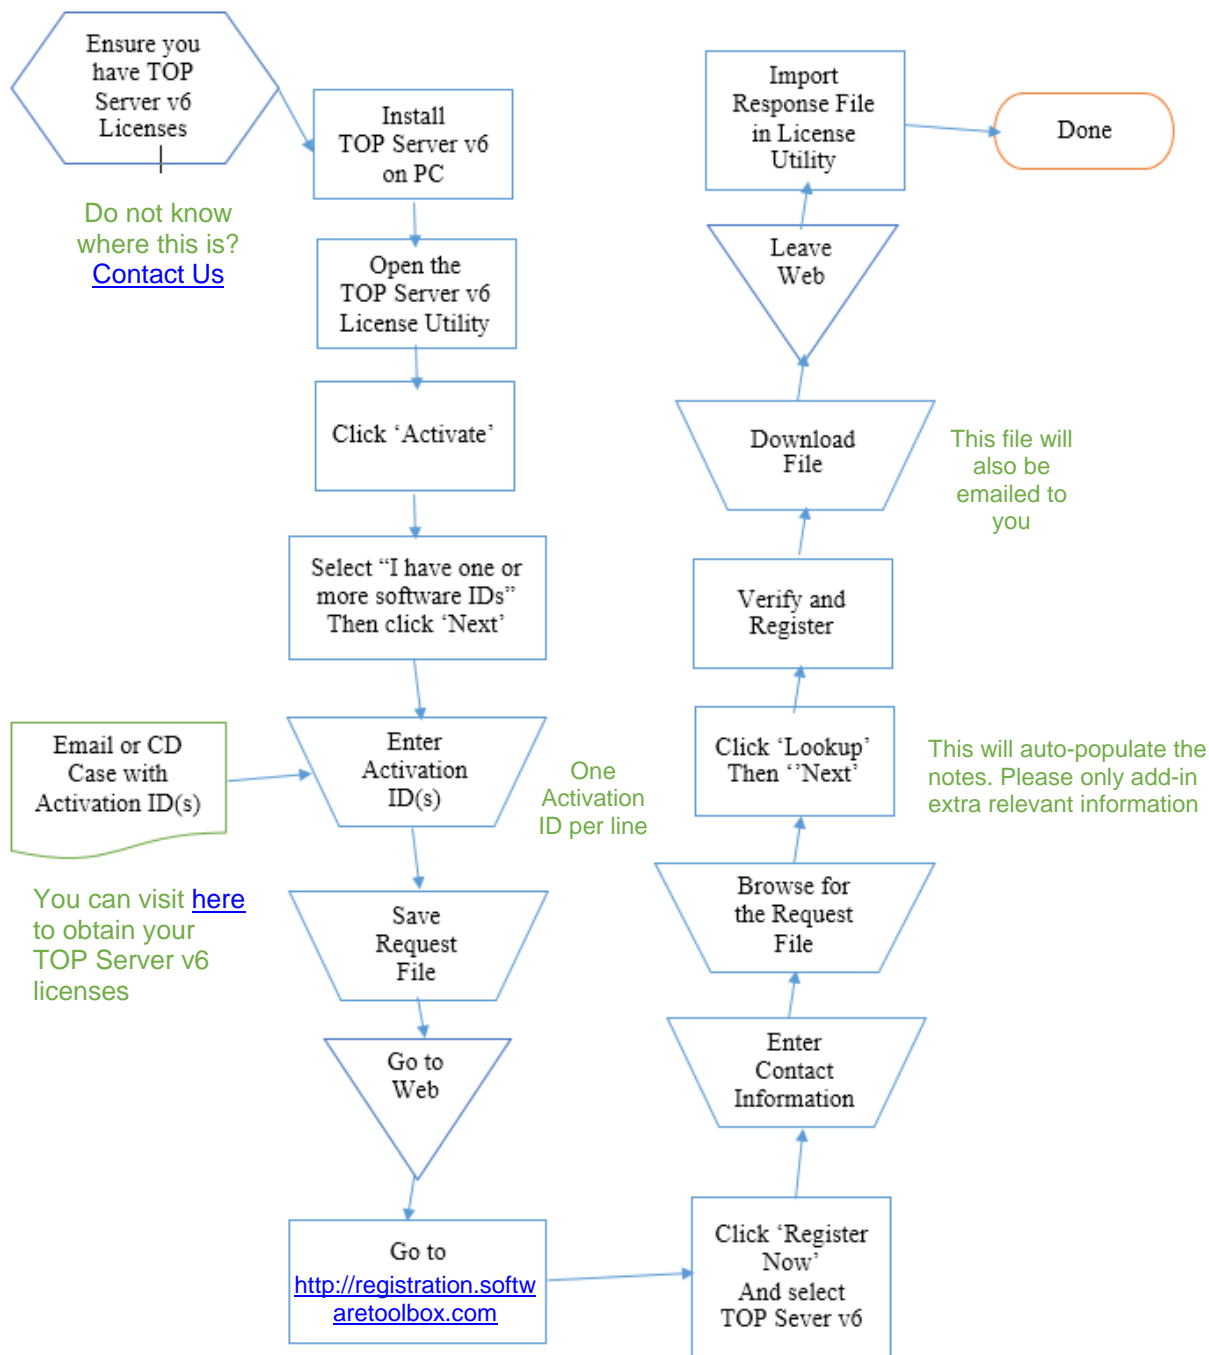 Ensure you
have TOP
Server v6
Licenses
Do not know
where this is?
Contact Us
Install
TOP Server v6
on PC
Open the
TOP Server v6
License Utility
Click ‘Activate’
Select “I have one or
more software IDs”
Then click ‘Next’
Email or CD
Case with
Activation ID(s)
You can visit here
to obtain your
TOP Server v6
licenses
Enter
Activation
ID(s)
One
Activation
ID per line
Save
Request
File
Go to
Web
Go to
http://registration.softw
aretoolbox.com
Click ‘Register
Now’
And select
TOP Sever v6
Enter
Contact
Information
Browse for
the Request
File
Click ‘Lookup’
Then ‘’Next’
This will auto-populate the
notes. Please only add-in
extra relevant information
Verify and
Register
Download
File
This file will
also be
emailed to
you
Leave
Web
Import
Response File
in License
Utility
Done